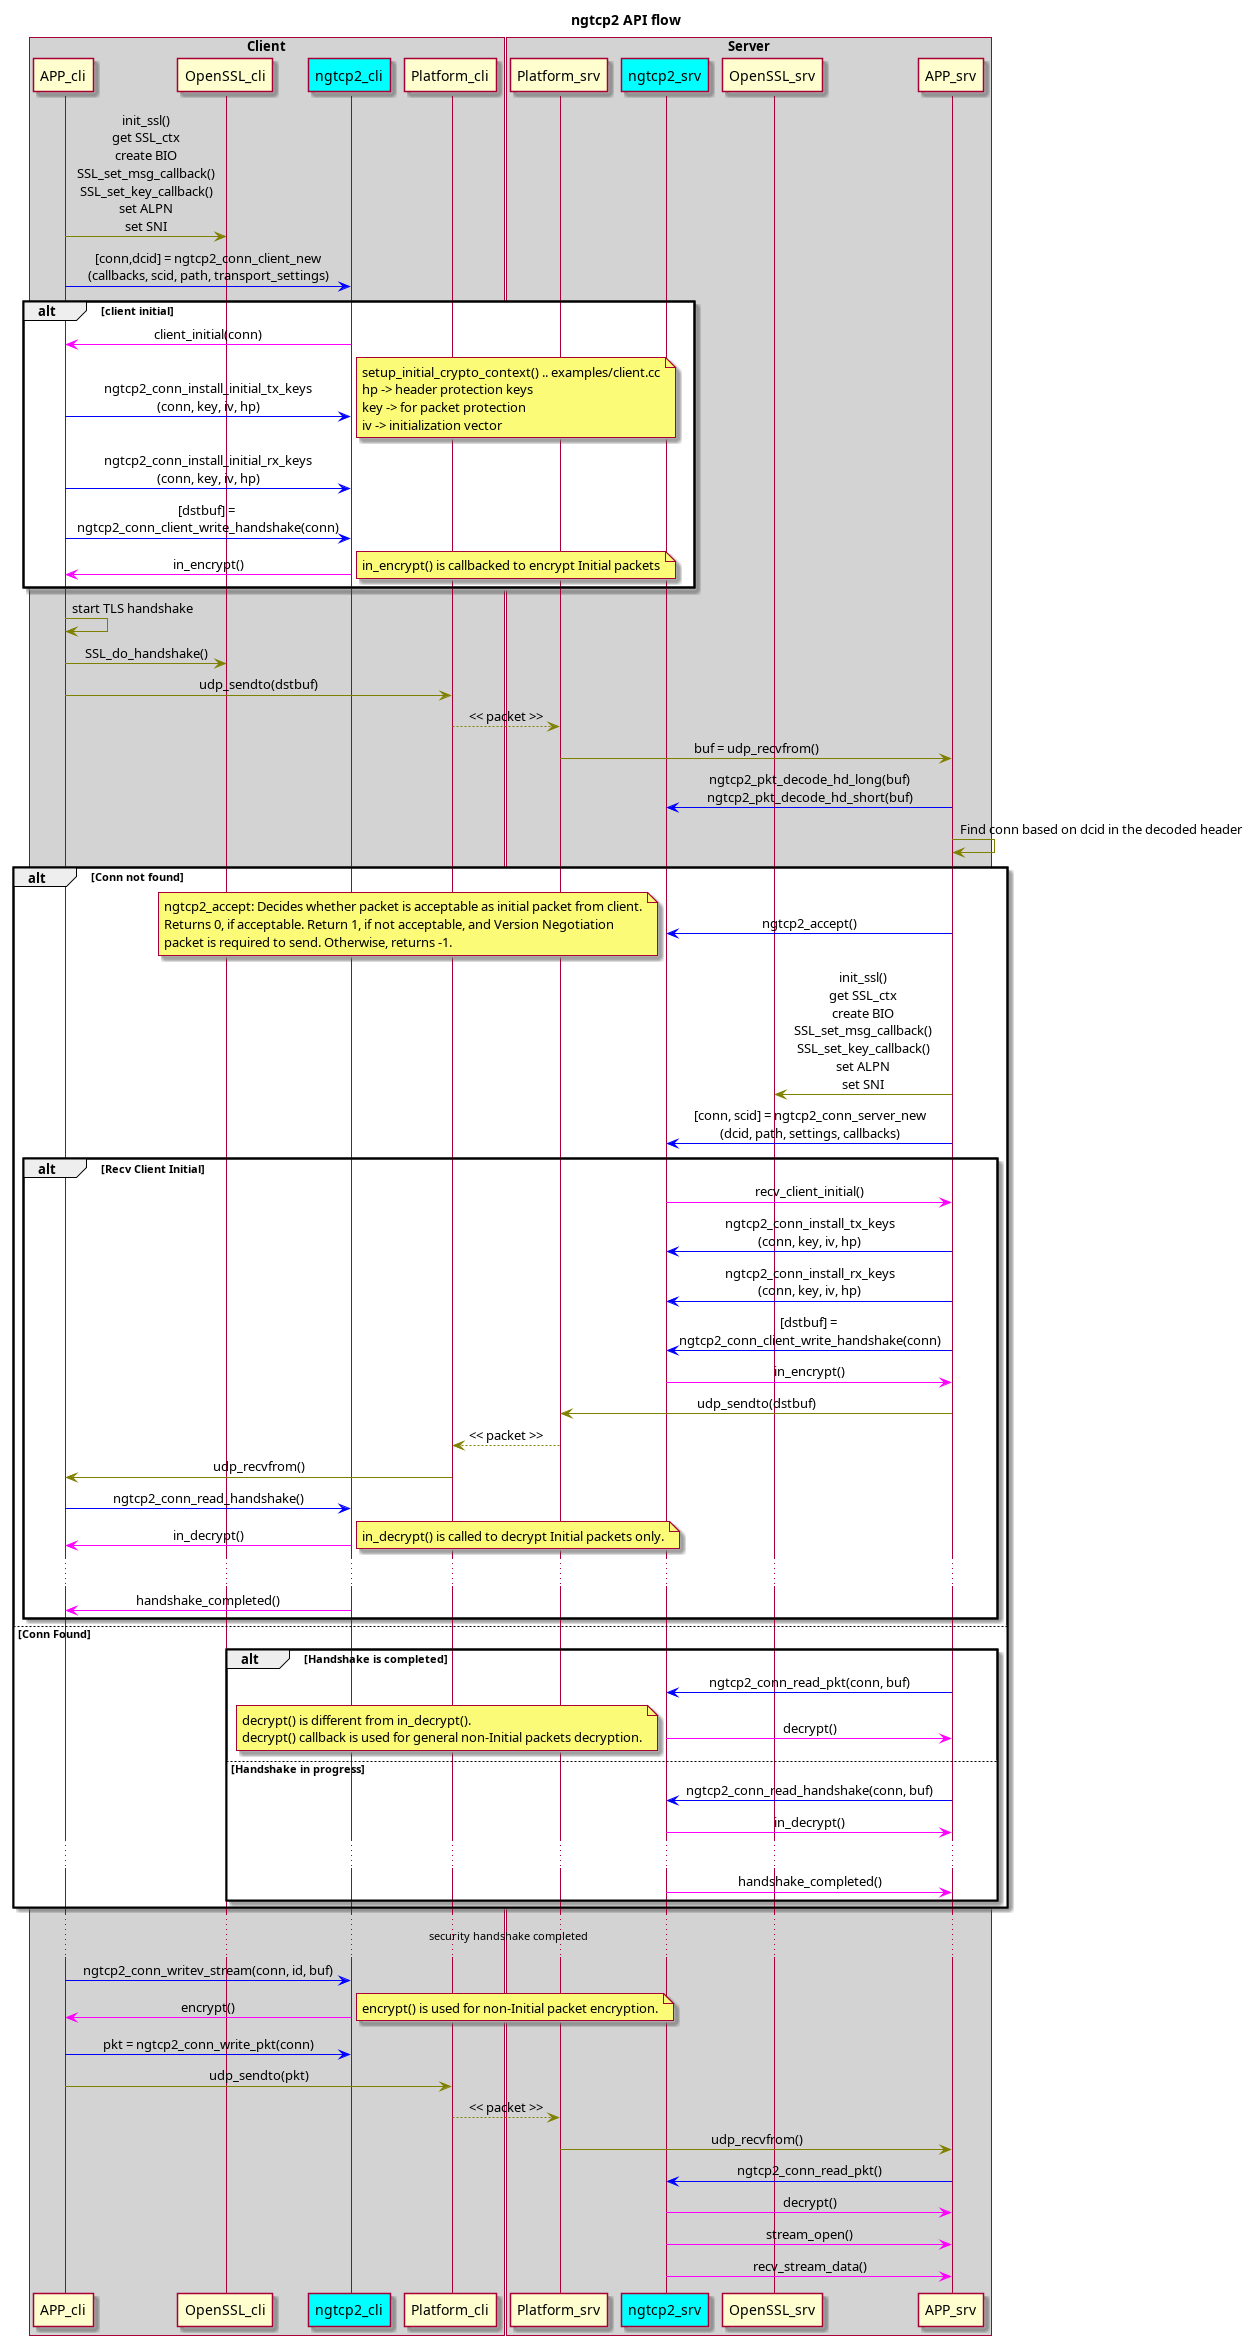 ngtcp2 API flow
Client
Server
APP_cli
OpenSSL_cli
ngtcp2_cli
Platform_cli
Platform_srv
ngtcp2_srv
OpenSSL_srv
APP_srv
init_ssl()
get SSL_ctx
create BIO
SSL_set_msg_callback()
SSL_set_key_callback()
set ALPN
set SNI
[conn,dcid] = ngtcp2_conn_client_new
(callbacks, scid, path, transport_settings)
alt
[client initial]
client_initial(conn)
ngtcp2_conn_install_initial_tx_keys
(conn, key, iv, hp)
setup_initial_crypto_context() .. examples/client.cc
hp -> header protection keys
key -> for packet protection
iv -> initialization vector
ngtcp2_conn_install_initial_rx_keys
(conn, key, iv, hp)
[dstbuf] =
ngtcp2_conn_client_write_handshake(conn)
in_encrypt()
in_encrypt() is callbacked to encrypt Initial packets
start TLS handshake
SSL_do_handshake()
udp_sendto(dstbuf)
<< packet >>
buf = udp_recvfrom()
ngtcp2_pkt_decode_hd_long(buf)
ngtcp2_pkt_decode_hd_short(buf)
Find conn based on dcid in the decoded header
alt
[Conn not found]
ngtcp2_accept: Decides whether packet is acceptable as initial packet from client.
Returns 0, if acceptable. Return 1, if not acceptable, and Version Negotiation
packet is required to send. Otherwise, returns -1.
ngtcp2_accept()
init_ssl()
get SSL_ctx
create BIO
SSL_set_msg_callback()
SSL_set_key_callback()
set ALPN
set SNI
[conn, scid] = ngtcp2_conn_server_new
(dcid, path, settings, callbacks)
alt
[Recv Client Initial]
recv_client_initial()
ngtcp2_conn_install_tx_keys
(conn, key, iv, hp)
ngtcp2_conn_install_rx_keys
(conn, key, iv, hp)
[dstbuf] =
ngtcp2_conn_client_write_handshake(conn)
in_encrypt()
udp_sendto(dstbuf)
<< packet >>
udp_recvfrom()
ngtcp2_conn_read_handshake()
in_decrypt()
in_decrypt() is called to decrypt Initial packets only.
handshake_completed()
[Conn Found]
alt
[Handshake is completed]
ngtcp2_conn_read_pkt(conn, buf)
decrypt() is different from in_decrypt().
decrypt() callback is used for general non-Initial packets decryption.
decrypt()
[Handshake in progress]
ngtcp2_conn_read_handshake(conn, buf)
in_decrypt()
handshake_completed()
security handshake completed
ngtcp2_conn_writev_stream(conn, id, buf)
encrypt()
encrypt() is used for non-Initial packet encryption.
pkt = ngtcp2_conn_write_pkt(conn)
udp_sendto(pkt)
<< packet >>
udp_recvfrom()
ngtcp2_conn_read_pkt()
decrypt()
stream_open()
recv_stream_data()
APP_cli
OpenSSL_cli
ngtcp2_cli
Platform_cli
Platform_srv
ngtcp2_srv
OpenSSL_srv
APP_srv